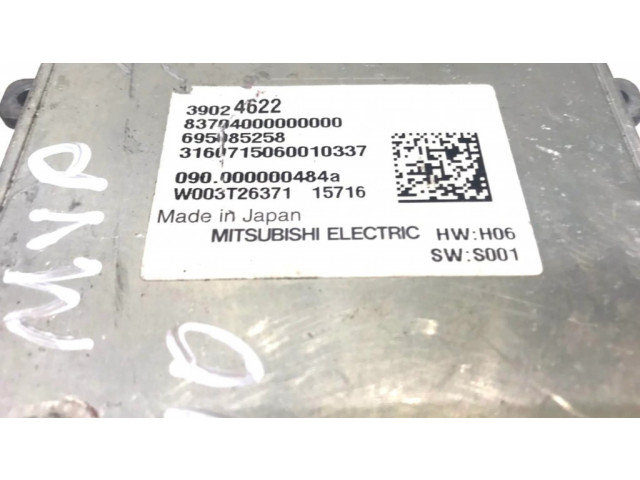 39024622
83704000000000
695085258
3160715060010337
090.000000484a
W003T26371 15716
Made in Japan
MITSUBISHI ELECTRIC HW:H06
SW:S001